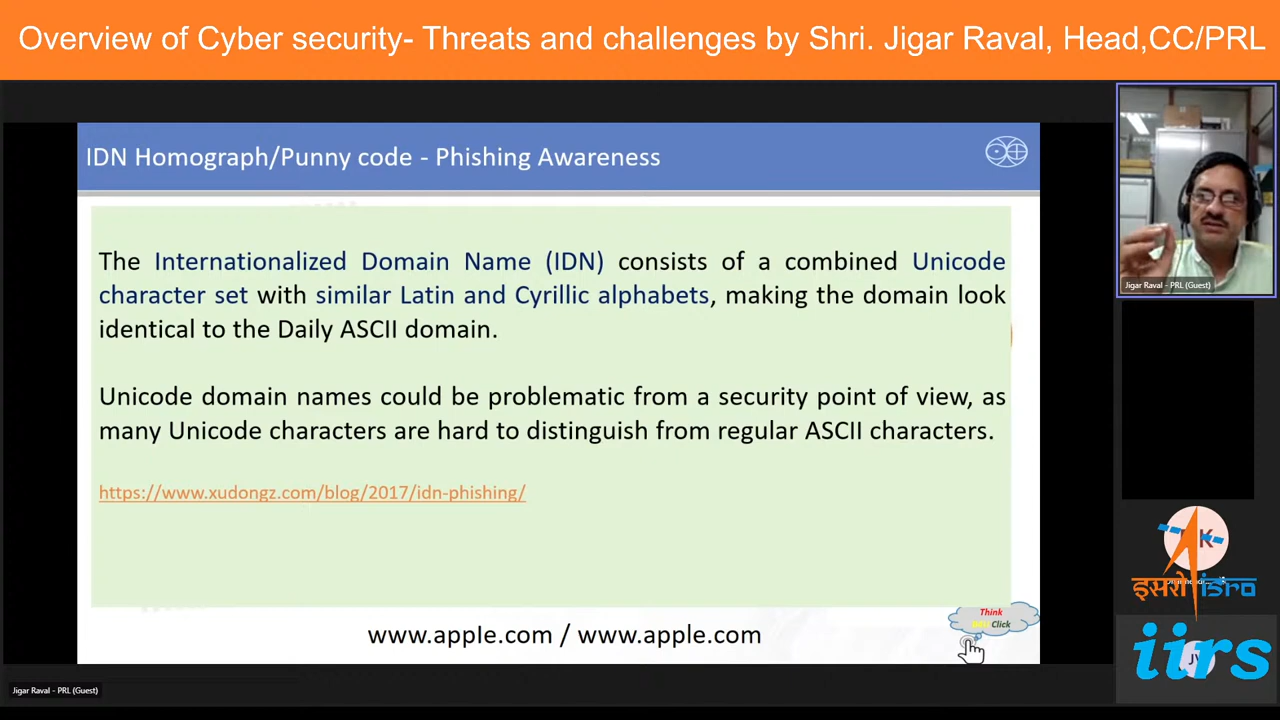 Overview of Cyber security- Threats and challenges by Shri. Jigar Raval, Head,CC/PRL
IDN Homograph/Punny code - Phishing Awareness
The Internationalized Domain Name (IDN) consists of a combined Unicode
character set with similar Latin and Cyrillic alphabets, making the domain look
identical to the Daily ASCII domain.
Unicode domain names could be problematic from a security point of view, as
many Unicode characters are hard to distinguish from regular ASCII characters.
https://www.xudongz.com/blog/2017/idn-phishing/
www.apple.com / www.apple.com
Think
Click
Jigar Raval - PRL (Guest)
K
इसरो isro
JV
iirs
Jigar Raval - PRL (Guest)